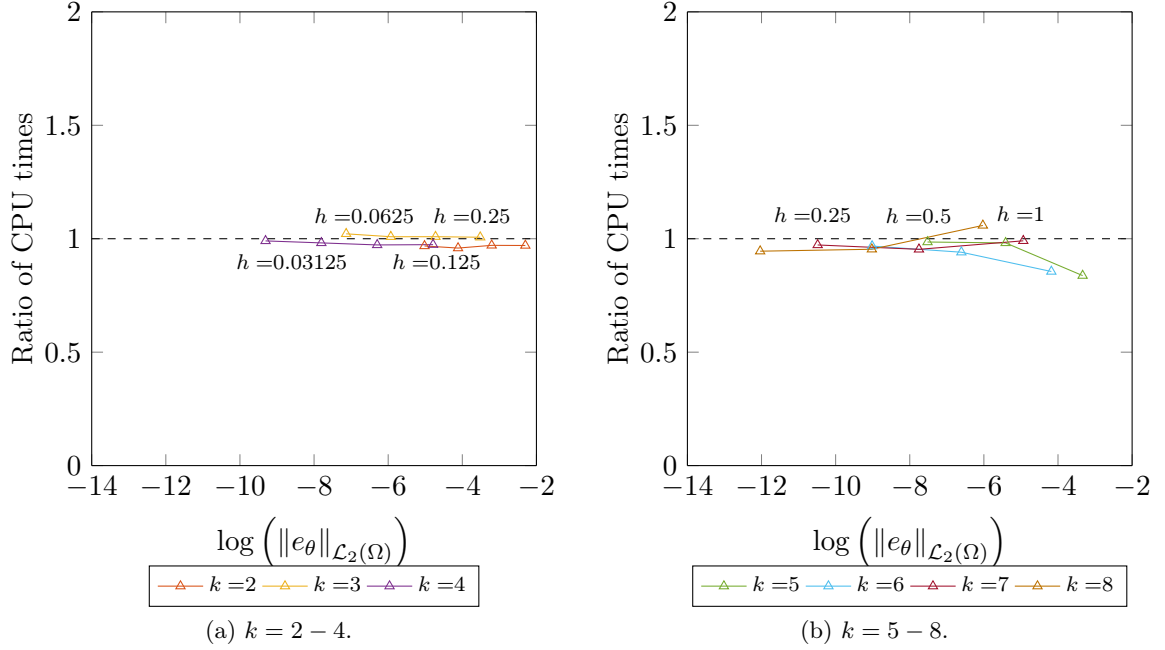 2
1.5
1
0.5
0
Ratio of CPU times
h =0.0625 h =0.25
h =0.03125 h =0.125
−14 −12 −10 −8 −6 −4 −2
log (‖e_θ‖_{𝓛₂(Ω)})
k =2 k =3 k =4
(a) k = 2 − 4.
2
1.5
1
0.5
0
Ratio of CPU times
h =0.25 h =0.5 h =1
−14 −12 −10 −8 −6 −4 −2
log (‖e_θ‖_{𝓛₂(Ω)})
k =5 k =6 k =7 k =8
(b) k = 5 − 8.